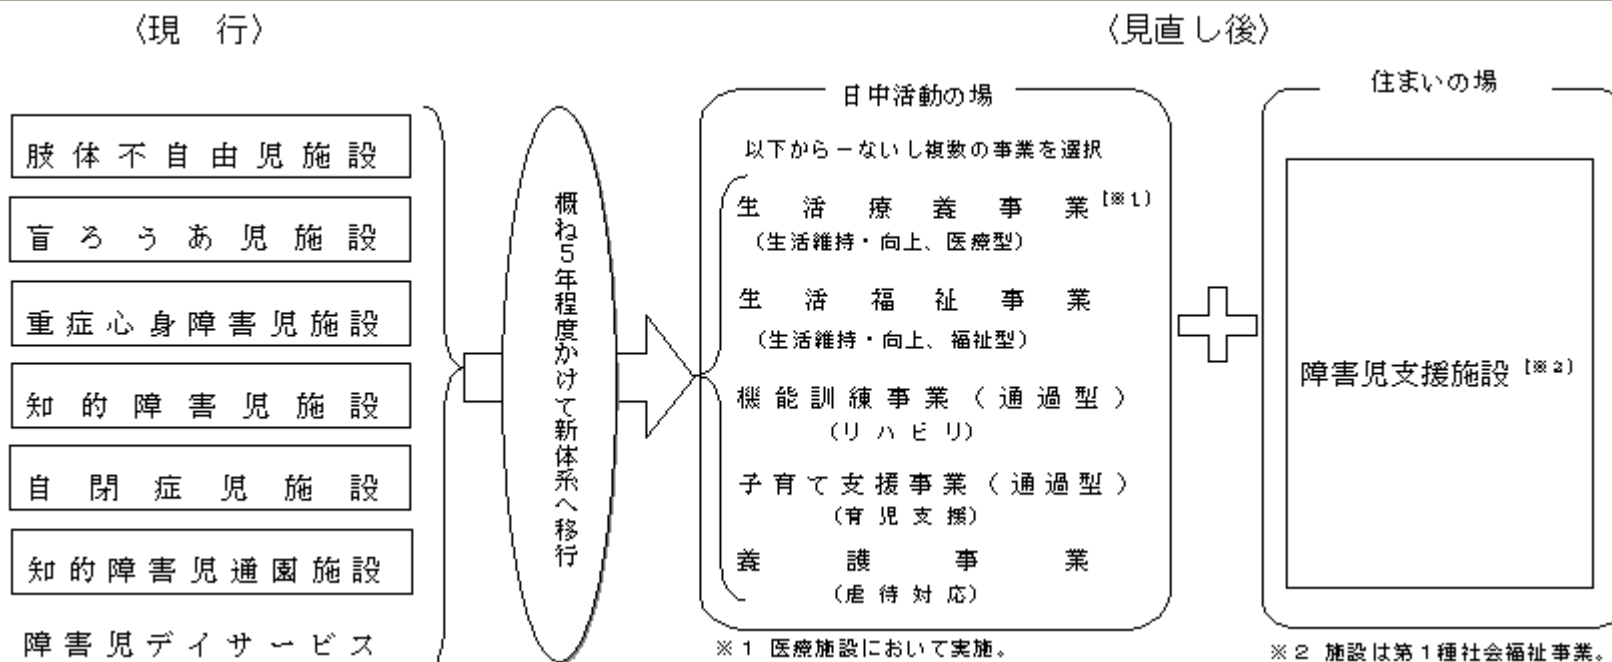 〈現　行〉
〈見直し後〉
肢体不自由児施設
盲ろうあ児施設
重症心身障害児施設
知的障害児施設
自閉症児施設
知的障害児通園施設
障害児デイサービス
概ね5年程度かけて新体系へ移行
日中活動の場
以下から一ないし複数の事業を選択
生活療養事業［※1］
（生活維持・向上、医療型）
生活福祉事業
（生活維持・向上、福祉型）
機能訓練事業（通過型）
（リハビリ）
子育て支援事業（通過型）
（育児支援）
養護事業
（虐待対応）
※1 医療施設において実施。
住まいの場
障害児支援施設［※2］
※2 施設は第1種社会福祉事業。